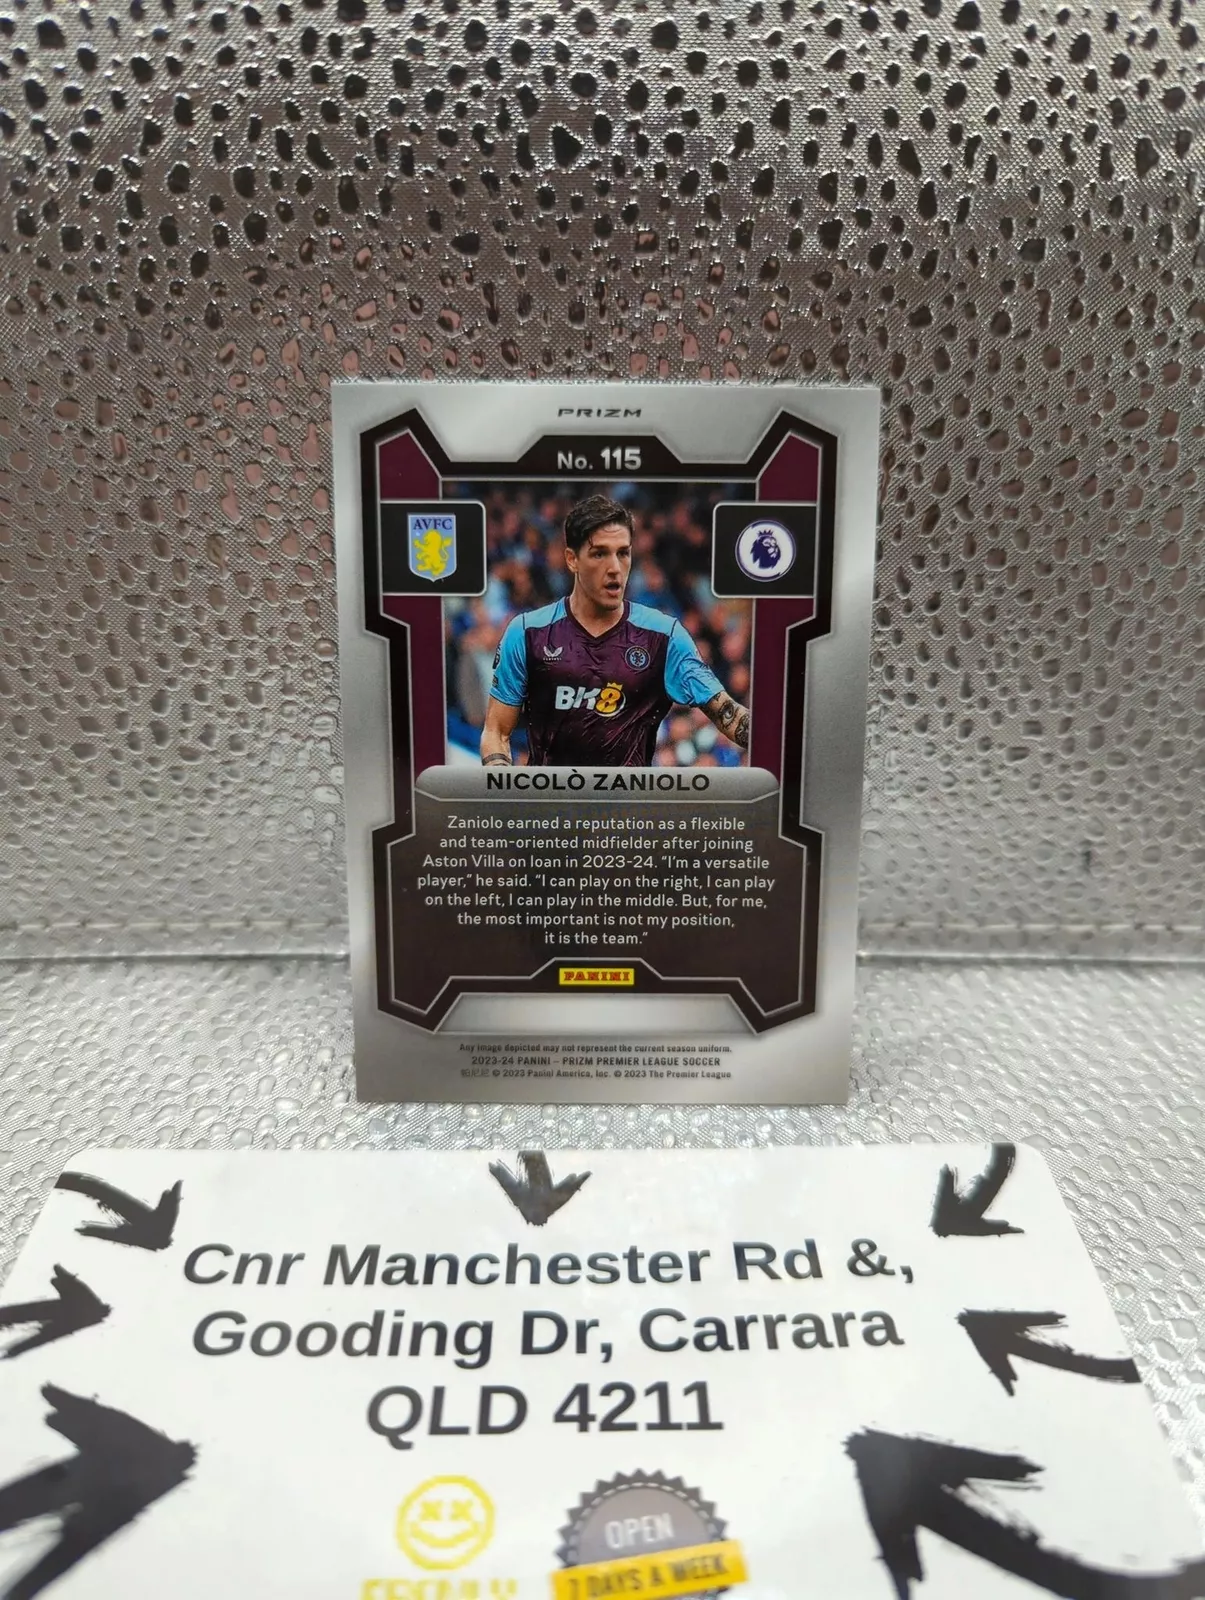 PRIZM
No. 115
AVFC
BK8
NICOLÒ ZANIOLO
Zaniolo earned a reputation as a flexible
and team-oriented midfielder after joining
Aston Villa on loan in 2023-24. “I’m a versatile
player,” he said. “I can play on the right, I can play
on the left, I can play in the middle. But, for me,
the most important is not my position,
it is the team.”
PANINI
Any image depicted may not represent the current season uniform.
2023-24 PANINI – PRIZM PREMIER LEAGUE SOCCER
© 2023 Panini America, Inc. © 2023 The Premier League
Cnr Manchester Rd &,
Gooding Dr, Carrara
QLD 4211
OPEN
7 DAYS A WEEK